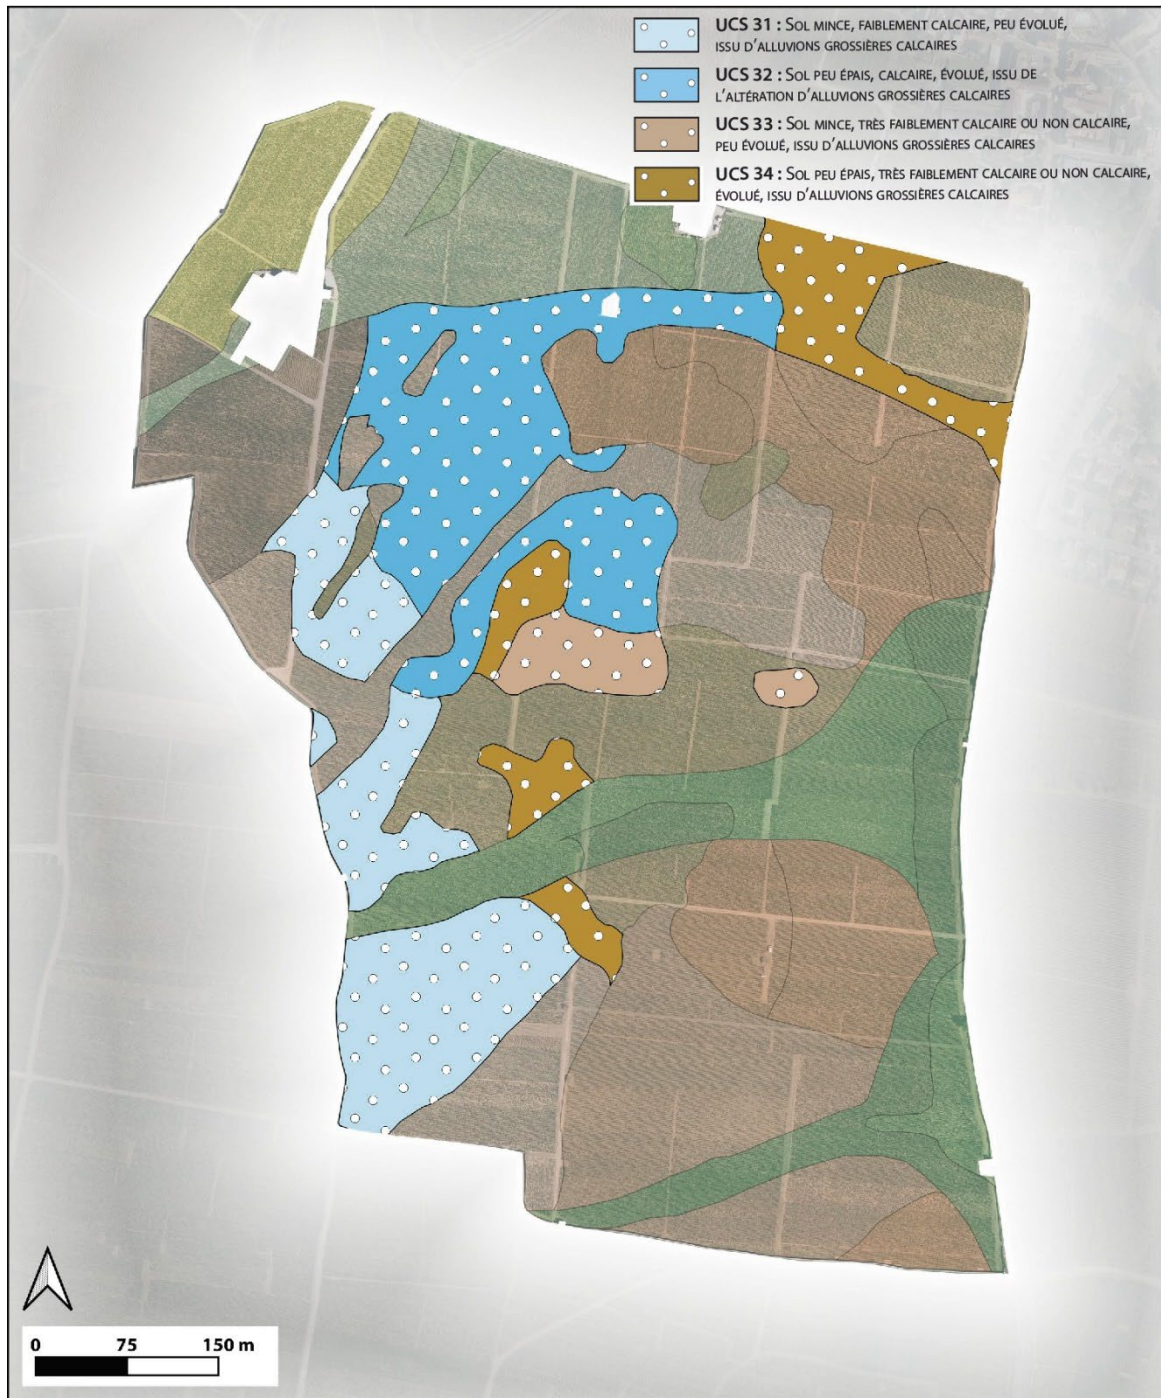 UCS 31 : SOL MINCE, FAIBLEMENT CALCAIRE, PEU ÉVOLUÉ,
ISSU D'ALLUVIONS GROSSIÈRES CALCAIRES
UCS 32 : SOL PEU ÉPAIS, CALCAIRE, ÉVOLUÉ, ISSU DE
L'ALTÉRATION D'ALLUVIONS GROSSIÈRES CALCAIRES
UCS 33 : SOL MINCE, TRÈS FAIBLEMENT CALCAIRE OU NON CALCAIRE,
PEU ÉVOLUÉ, ISSU D'ALLUVIONS GROSSIÈRES CALCAIRES
UCS 34 : SOL PEU ÉPAIS, TRÈS FAIBLEMENT CALCAIRE OU NON CALCAIRE,
ÉVOLUÉ, ISSU D'ALLUVIONS GROSSIÈRES CALCAIRES
0 75 150 m